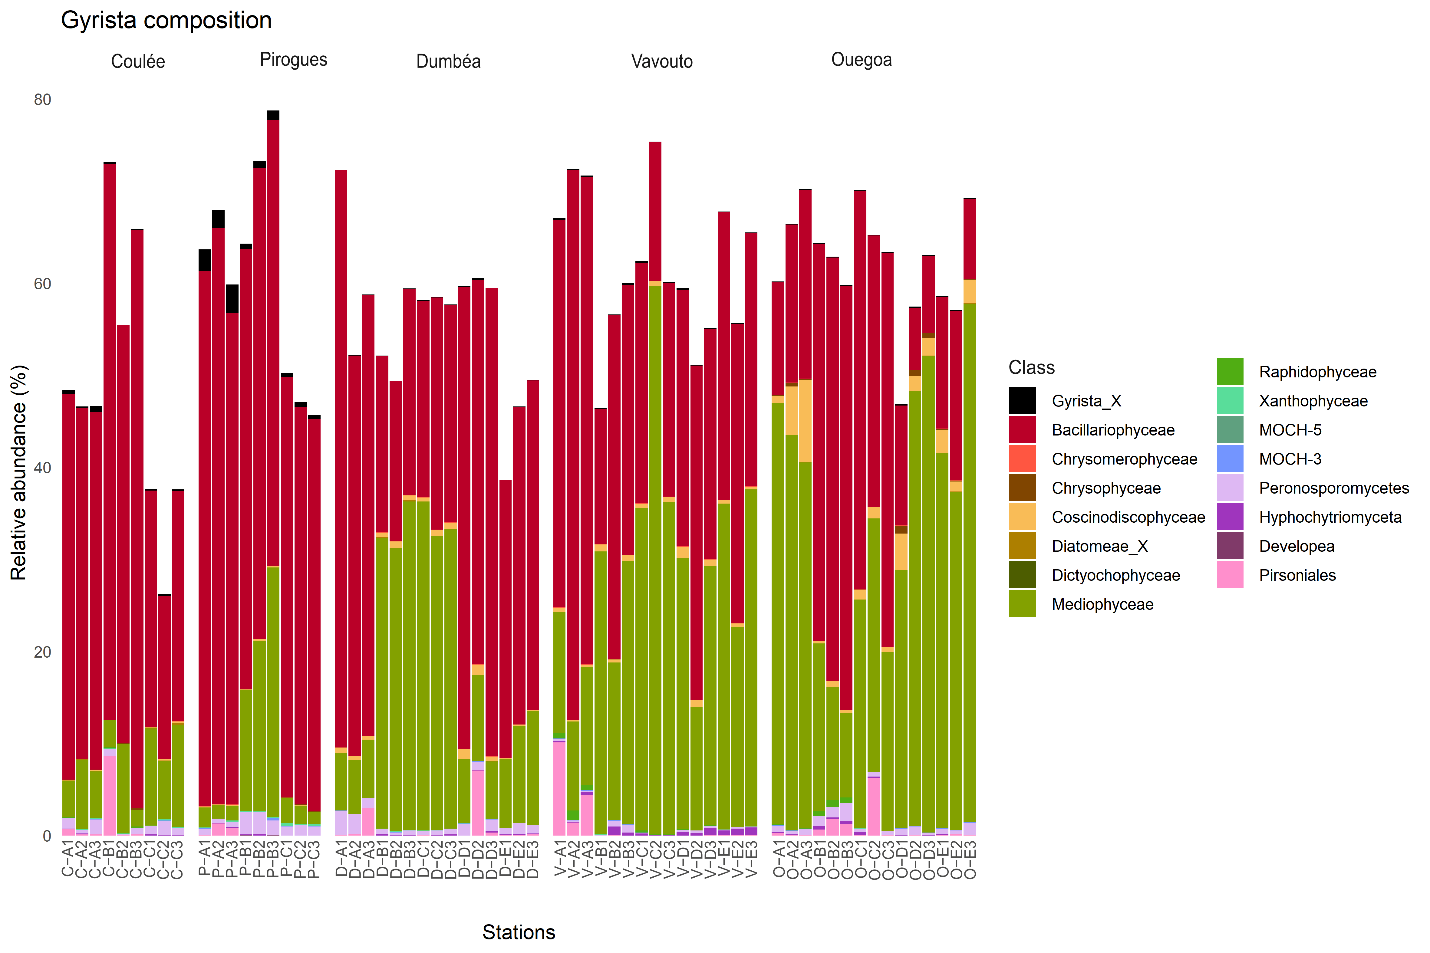 Gyrista composition
Coulée
Pirogues
Dumbéa
Vavouto
Ouegoa
Relative abundance (%)
80
60
40
20
0
C−A1
C−A2
C−A3
C−B1
C−B2
C−B3
C−C1
C−C2
C−C3
P−A1
P−A2
P−A3
P−B1
P−B2
P−B3
P−C1
P−C2
P−C3
D−A1
D−A2
D−A3
D−B1
D−B2
D−B3
D−C1
D−C2
D−C3
D−D1
D−D2
D−D3
D−E1
D−E2
D−E3
V−A1
V−A2
V−A3
V−B1
V−B2
V−B3
V−C1
V−C2
V−C3
V−D1
V−D2
V−D3
V−E1
V−E2
V−E3
O−A1
O−A2
O−A3
O−B1
O−B2
O−B3
O−C1
O−C2
O−C3
O−D1
O−D2
O−D3
O−E1
O−E2
O−E3
Stations
Class
Gyrista_X
Bacillariophyceae
Chrysomerophyceae
Chrysophyceae
Coscinodiscophyceae
Diatomeae_X
Dictyochophyceae
Mediophyceae
Raphidophyceae
Xanthophyceae
MOCH-5
MOCH-3
Peronosporomycetes
Hyphochytriomyceta
Developea
Pirsoniales